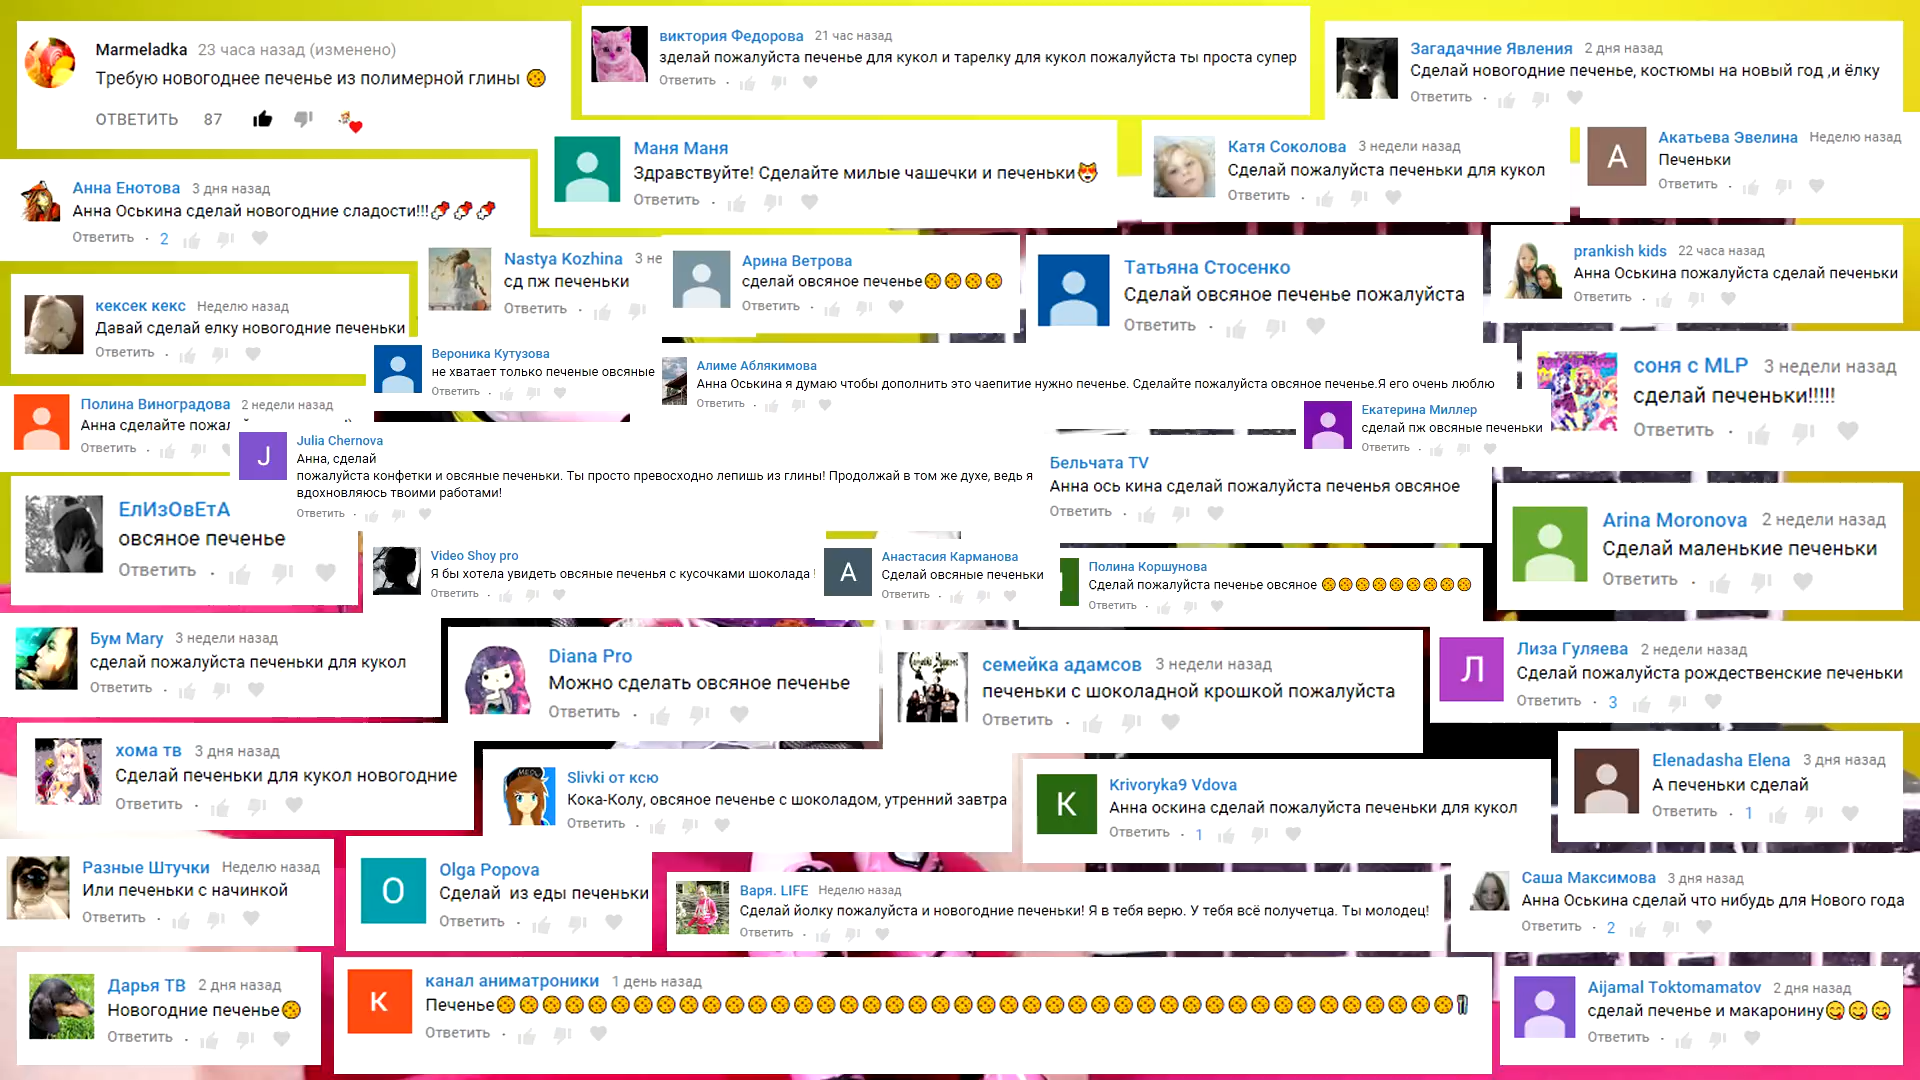 Marmeladka 23 часа назад (изменено)
Требую новогоднее печенье из полимерной глины 🍪
ОТВЕТИТЬ 87
виктория Федорова 21 час назад
зделай пожалуйста печенье для кукол и тарелку для кукол пожалуйста ты проста супер
Ответить ·
Загадачние Явления 2 дня назад
Сделай новогодние печенье, костюмы на новый год ,и ёлку
Ответить ·
Анна Енотова 3 дня назад
Анна Оськина сделай новогодние сладости!!!
Ответить · 2
Маня Маня
Здравствуйте! Сделайте милые чашечки и печеньки😻
Ответить ·
Катя Соколова 3 недели назад
Сделай пожалуйста печеньки для кукол
Ответить ·
A
Акатьева Эвелина Неделю назад
Печеньки
Ответить ·
кексек кекс Неделю назад
Давай сделай елку новогодние печеньки
Ответить ·
Nastya Kozhina 3 не
сд пж печеньки
Ответить ·
Арина Ветрова
сделай овсяное печенье🍪🍪🍪🍪
Ответить ·
Татьяна Стосенко
Сделай овсяное печенье пожалуйста
Ответить ·
prankish kids 22 часа назад
Анна Оськина пожалуйста сделай печеньки
Ответить ·
Вероника Кутузова
не хватает только печеные овсяные
Ответить ·
Алиме Аблякимова
Анна Оськина я думаю чтобы дополнить это чаепитие нужно печенье. Сделайте пожалуйста овсяное печенье.Я его очень люблю
Ответить ·
соня с MLP 3 недели назад
сделай печеньки!!!!!
Ответить ·
Полина Виноградова 2 недели назад
Анна сделайте пожал
Ответить ·
Екатерина Миллер
сделай пж овсяные печеньки
Ответить ·
J
Julia Chernova
Анна, сделай
пожалуйста конфетки и овсяные печеньки. Ты просто превосходно лепишь из глины! Продолжай в том же духе, ведь я
вдохновляюсь твоими работами!
Ответить ·
Бельчата TV
Анна ось кина сделай пожалуйста печенья овсяное
Ответить ·
ЕлИзОвЕтА
овсяное печенье
Ответить ·
Video Shoy pro
Я бы хотела увидеть овсяные печенья с кусочками шоколада !
Ответить ·
A
Анастасия Карманова
Сделай овсяные печеньки
Ответить ·
Полина Коршунова
Сделай пожалуйста печенье овсяное 🍪🍪🍪🍪🍪🍪🍪🍪🍪
Ответить ·
Arina Moronova 2 недели назад
Сделай маленькие печеньки
Ответить ·
Бум Mary 3 недели назад
сделай пожалуйста печеньки для кукол
Ответить ·
Diana Pro
Можно сделать овсяное печенье
Ответить ·
семейка адамсов 3 недели назад
печеньки с шоколадной крошкой пожалуйста
Ответить ·
Л
Лиза Гуляева 2 недели назад
Сделай пожалуйста рождественские печеньки
Ответить · 3
хома тв 3 дня назад
Сделай печеньки для кукол новогодние
Ответить ·
Slivki от ксю
Кока-Колу, овсяное печенье с шоколадом, утренний завтра
Ответить ·
K
Krivoryka9 Vdova
Анна оскина сделай пожалуйста печеньки для кукол
Ответить · 1
Elenadasha Elena 3 дня назад
А печеньки сделай
Ответить · 1
Разные Штучки Неделю назад
Или печеньки с начинкой
Ответить ·
O
Olga Popova
Сделай из еды печеньки
Ответить ·
Варя. LIFE Неделю назад
Сделай йолку пожалуйста и новогодние печеньки! Я в тебя верю. У тебя всё получетца. Ты молодец!
Ответить ·
Саша Максимова 3 дня назад
Анна Оськина сделай что нибудь для Нового года
Ответить · 2
Дарья ТВ 2 дня назад
Новогодние печенье🍪
Ответить ·
к
канал аниматроники 1 день назад
Печенье🍪🍪🍪🍪🍪🍪🍪🍪🍪🍪🍪🍪🍪🍪🍪🍪🍪🍪🍪🍪🍪🍪🍪🍪🍪🍪🍪🍪🍪🍪🍪🍪🍪🍪🍪🍪🍪🍪🍪🍪🍪🍪
Ответить ·
Aijamal Toktomamatov 2 дня назад
сделай печенье и макаронину😋😋😋
Ответить ·